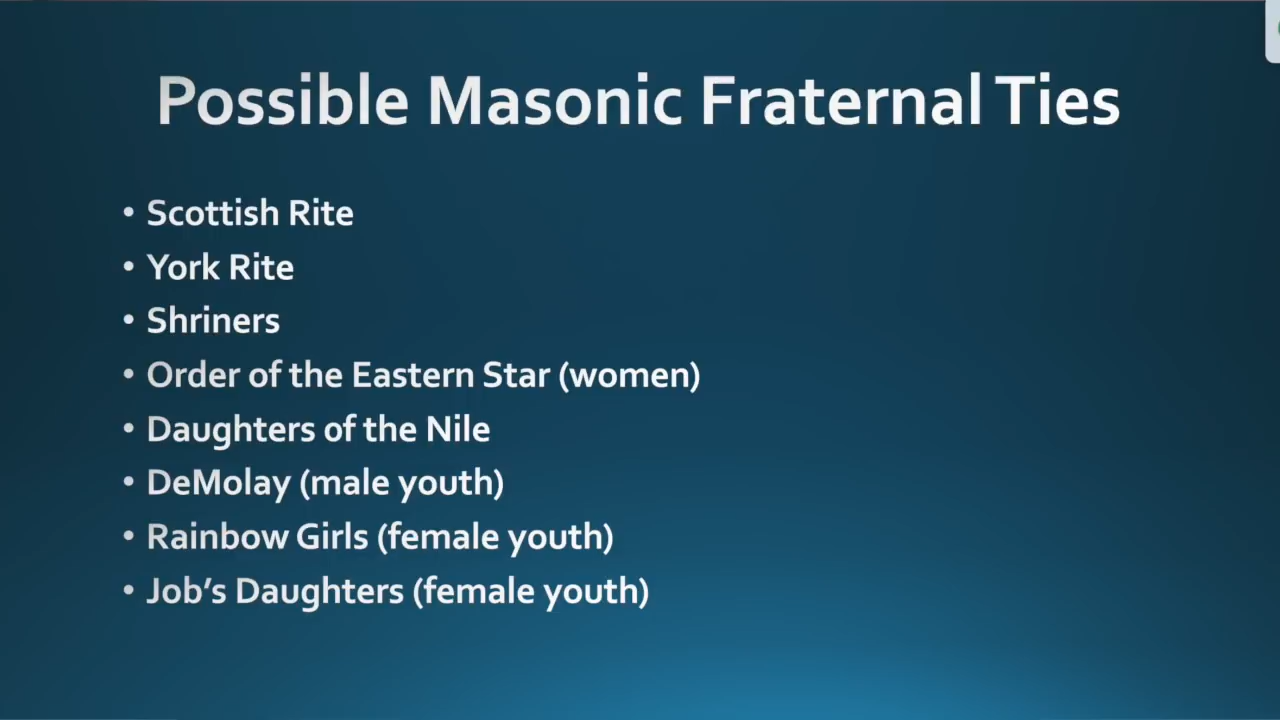 Possible Masonic Fraternal Ties
• Scottish Rite
• York Rite
• Shriners
• Order of the Eastern Star (women)
• Daughters of the Nile
• DeMolay (male youth)
• Rainbow Girls (female youth)
• Job’s Daughters (female youth)